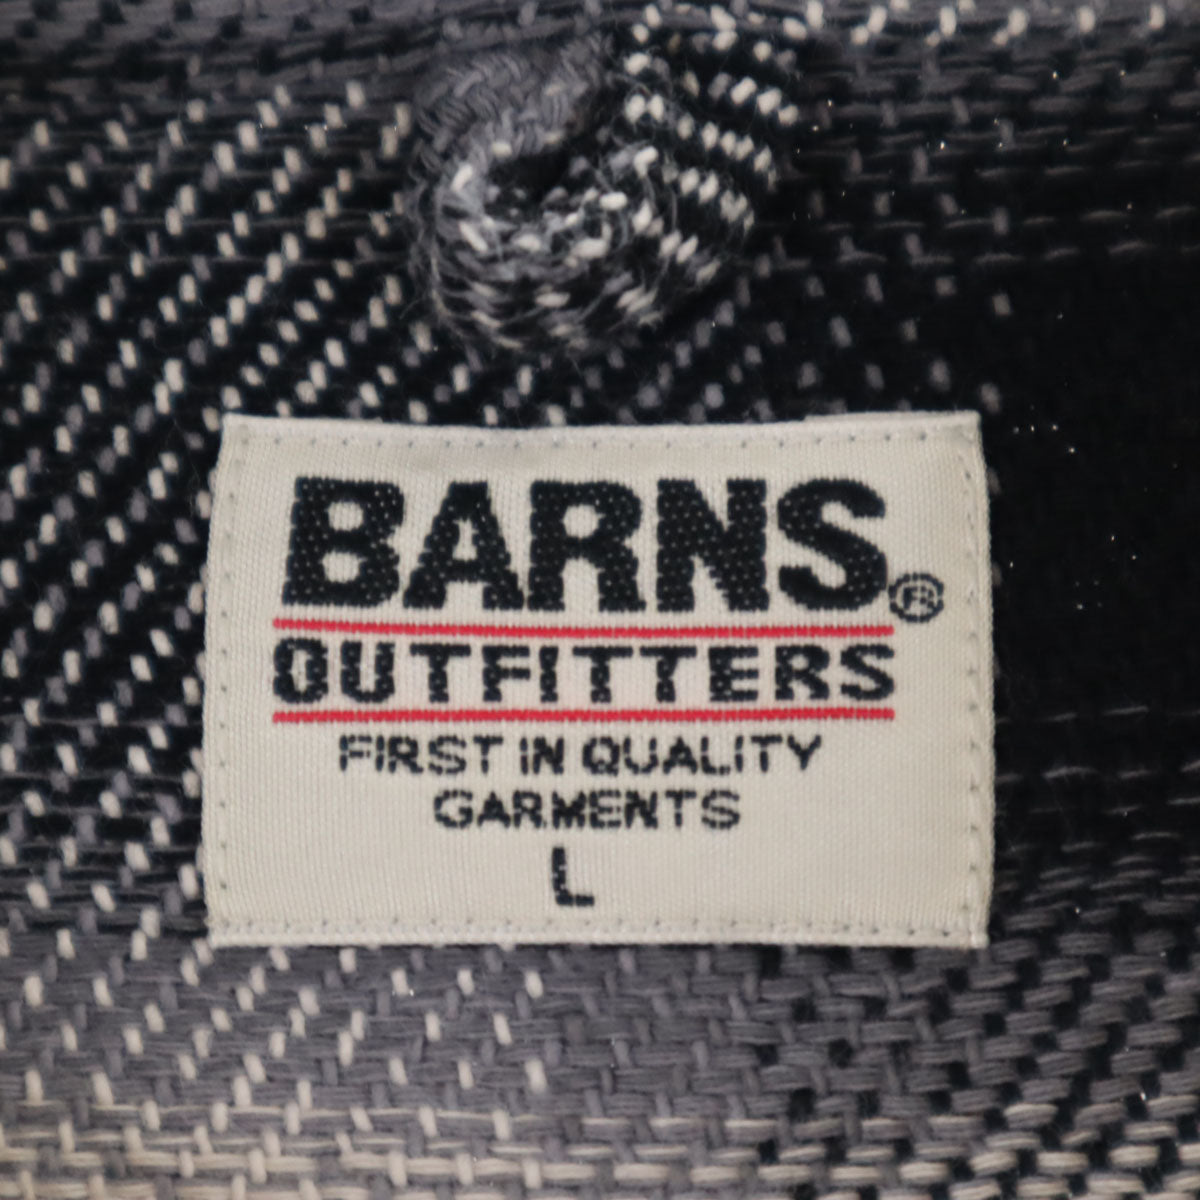 BARNS®
OUTFITTERS
FIRST IN QUALITY
GARMENTS
L